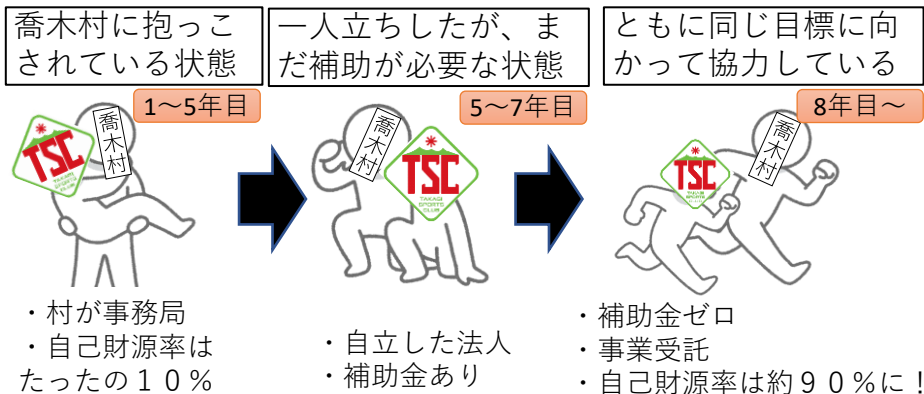 喬木村に抱っこ
されている状態
1～5年目
TSC
TAKAGI
SPORTS
CLUB
喬木村
・村が事務局
・自己財源率は
たったの１０％
一人立ちしたが、ま
だ補助が必要な状態
5～7年目
喬木村
TSC
TAKAGI
SPORTS
CLUB
・自立した法人
・補助金あり
ともに同じ目標に向
かって協力している
8年目～
TSC
喬木村
・補助金ゼロ
・事業受託
・自己財源率は約９０％に！